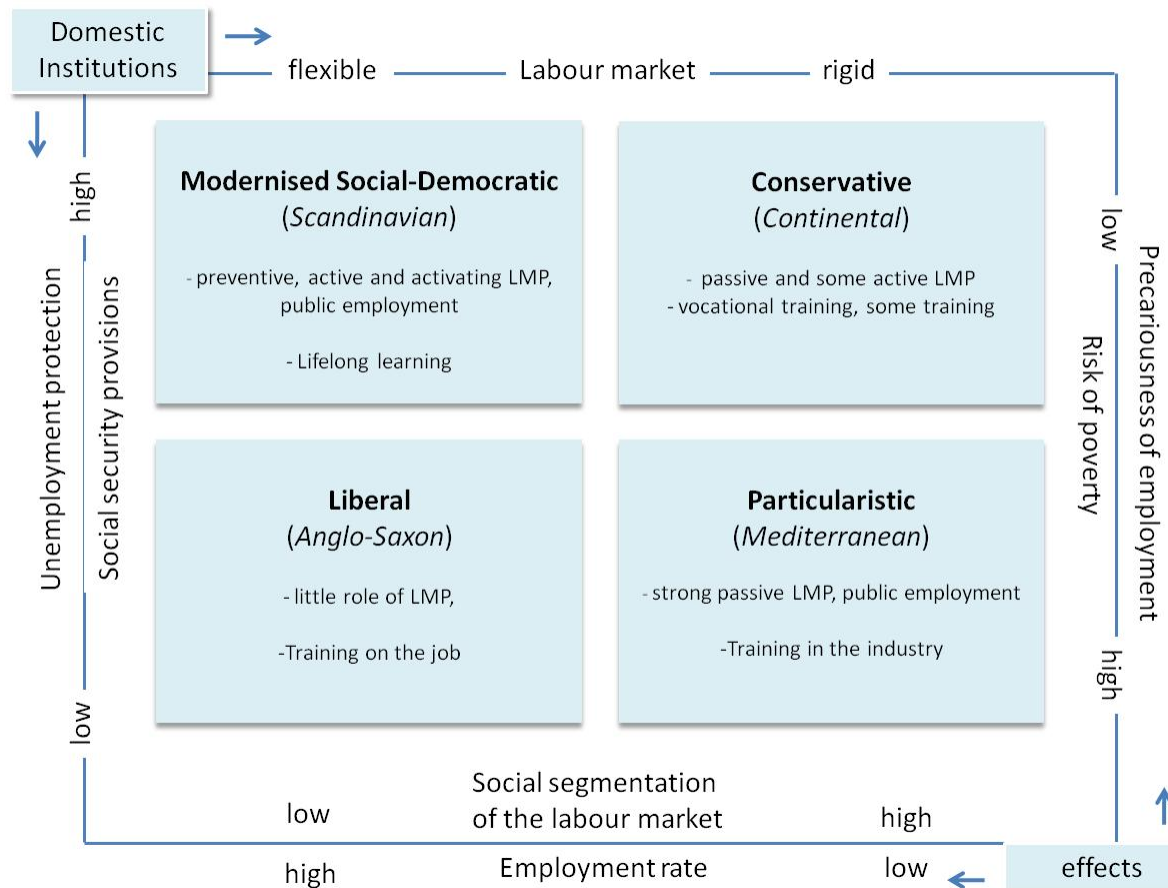 Domestic
Institutions
flexible
Labour market
rigid
high
low
Unemployment protection
Social security provisions
Modernised Social-Democratic
(Scandinavian)
- preventive, active and activating LMP,
public employment
- Lifelong learning
Conservative
(Continental)
- passive and some active LMP
- vocational training, some training
Liberal
(Anglo-Saxon)
- little role of LMP,
-Training on the job
Particularistic
(Mediterranean)
- strong passive LMP, public employment
-Training in the industry
low
high
Risk of poverty
Precariousness of employment
Social segmentation
low
of the labour market
high
high
Employment rate
low
effects